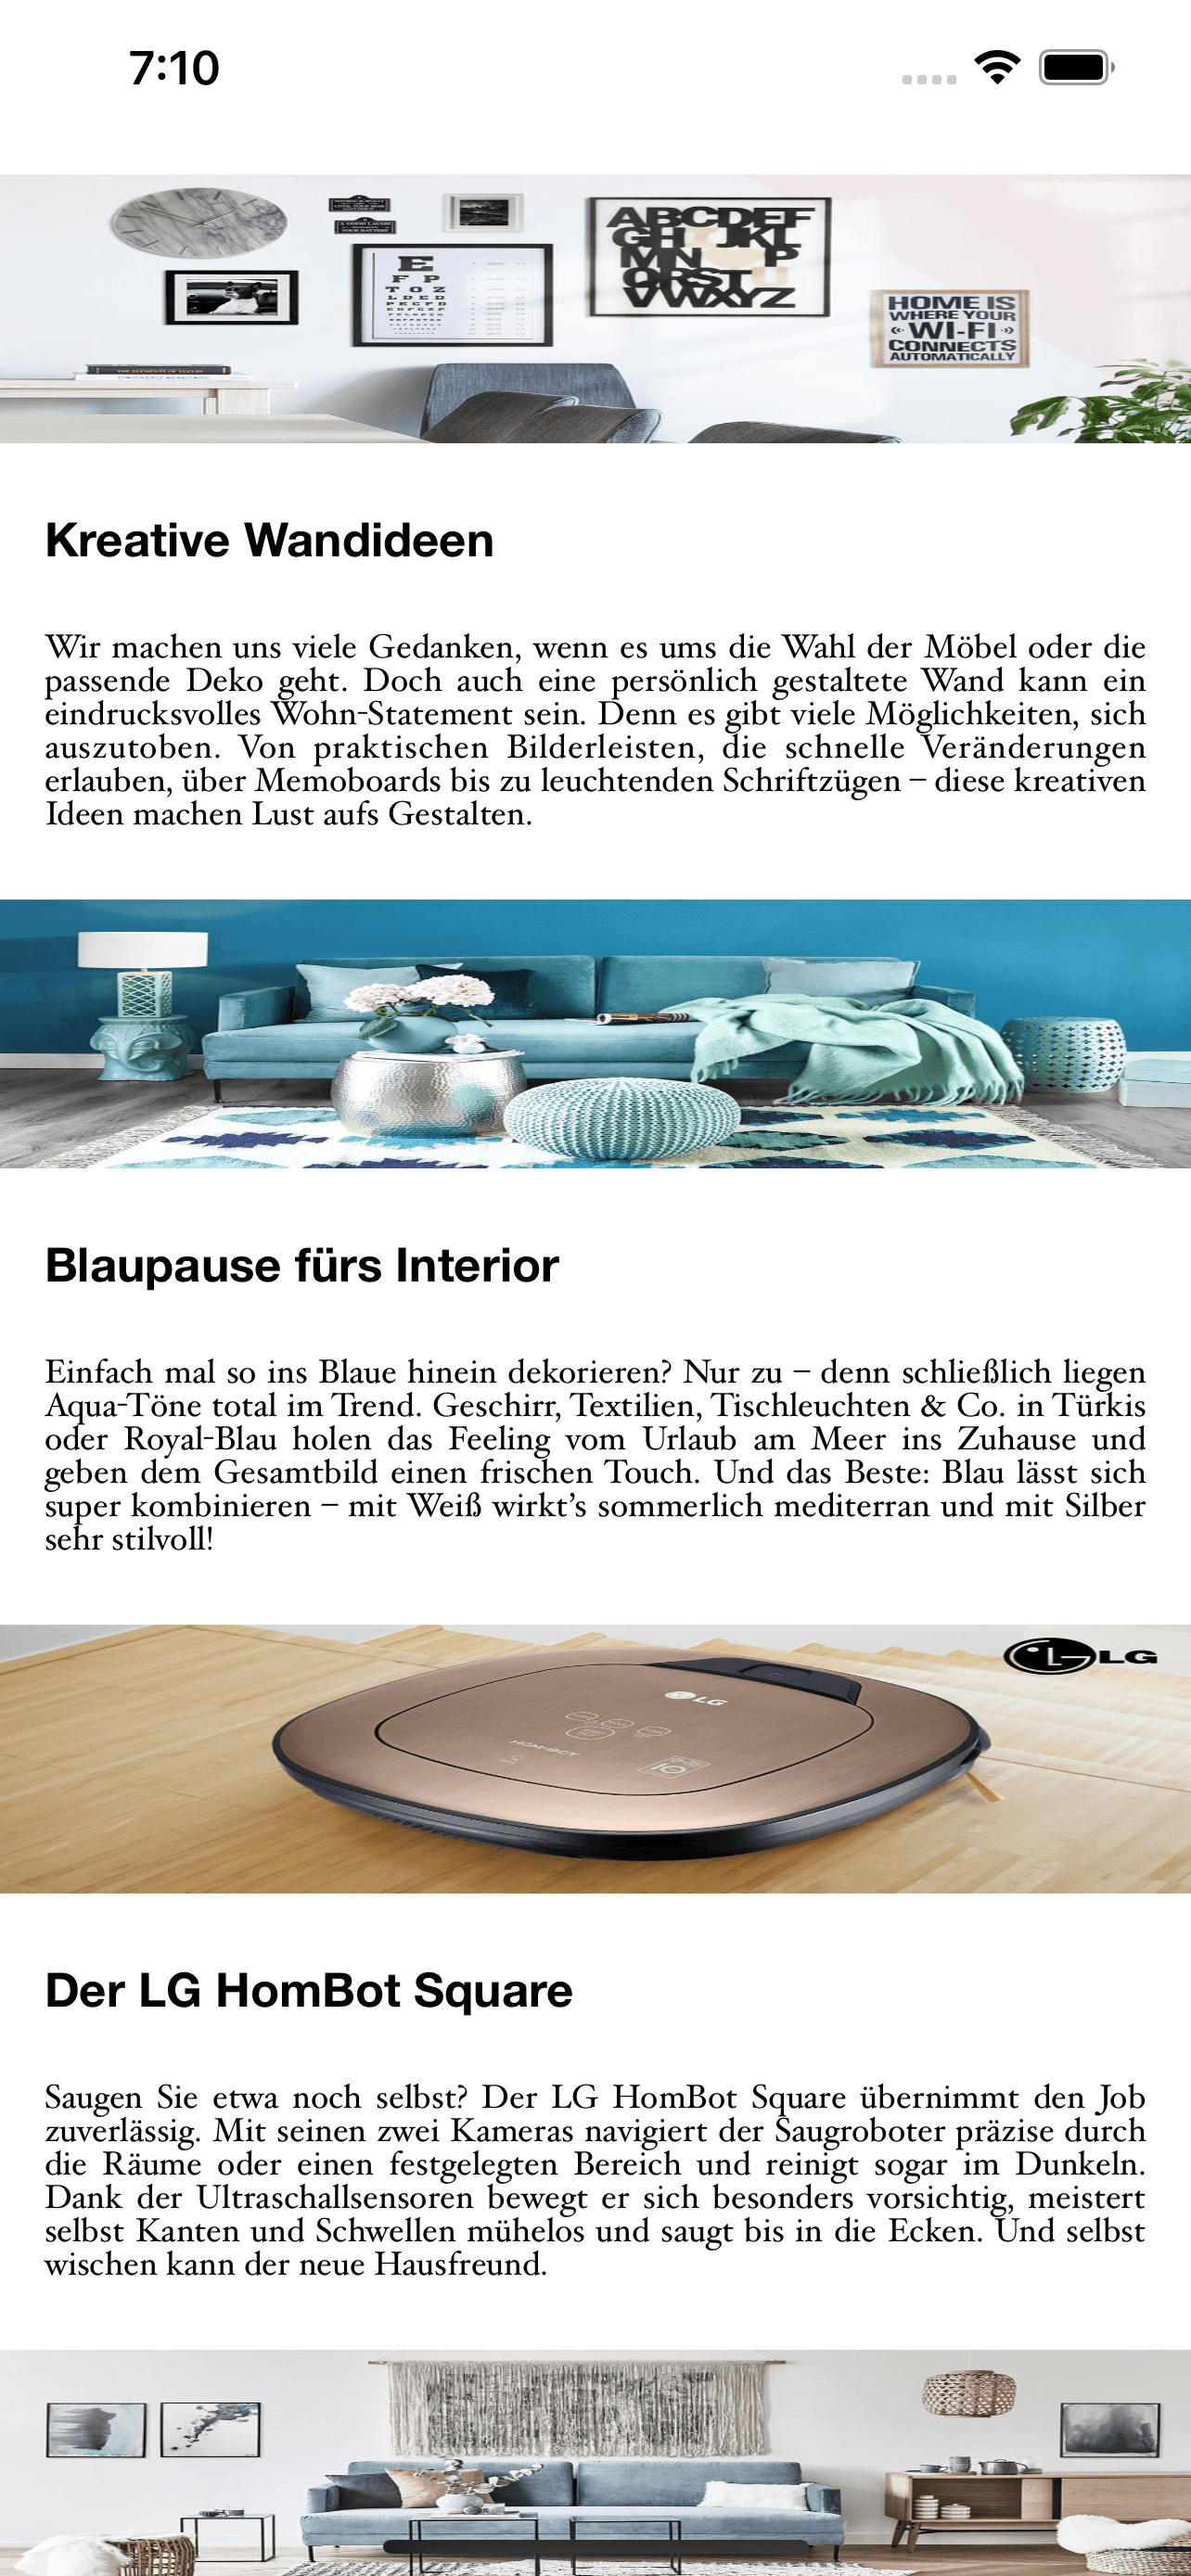 7:10
E
F P
T O Z
L P E D
P E C F D
ABCDEF
GHIJKL
MN P
QRSTU
VWXYZ
HOME IS
WHERE YOUR
WI-FI
CONNECTS
AUTOMATICALLY
Kreative Wandideen
Wir machen uns viele Gedanken, wenn es ums die Wahl der Möbel oder die
passende Deko geht. Doch auch eine persönlich gestaltete Wand kann ein
eindrucksvolles Wohn-Statement sein. Denn es gibt viele Möglichkeiten, sich
auszutoben. Von praktischen Bilderleisten, die schnelle Veränderungen
erlauben, über Memoboards bis zu leuchtenden Schriftzügen – diese kreativen
Ideen machen Lust aufs Gestalten.
Blaupause fürs Interior
Einfach mal so ins Blaue hinein dekorieren? Nur zu – denn schließlich liegen
Aqua-Töne total im Trend. Geschirr, Textilien, Tischleuchten & Co. in Türkis
oder Royal-Blau holen das Feeling vom Urlaub am Meer ins Zuhause und
geben dem Gesamtbild einen frischen Touch. Und das Beste: Blau lässt sich
super kombinieren – mit Weiß wirkt’s sommerlich mediterran und mit Silber
sehr stilvoll!
LG
LG
HOM-BOT
10
Der LG HomBot Square
Saugen Sie etwa noch selbst? Der LG HomBot Square übernimmt den Job
zuverlässig. Mit seinen zwei Kameras navigiert der Saugroboter präzise durch
die Räume oder einen festgelegten Bereich und reinigt sogar im Dunkeln.
Dank der Ultraschallsensoren bewegt er sich besonders vorsichtig, meistert
selbst Kanten und Schwellen mühelos und saugt bis in die Ecken. Und selbst
wischen kann der neue Hausfreund.